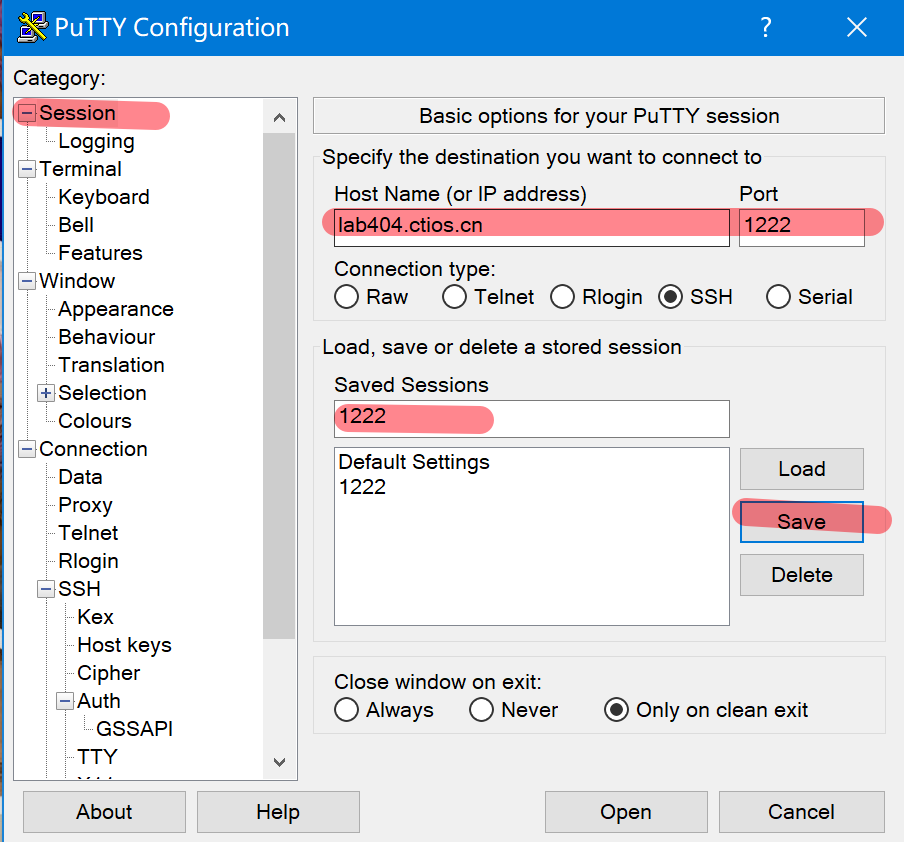 PuTTY Configuration
?
Category:
Session
Logging
Terminal
Keyboard
Bell
Features
Window
Appearance
Behaviour
Translation
Selection
Colours
Connection
Data
Proxy
Telnet
Rlogin
SSH
Kex
Host keys
Cipher
Auth
GSSAPI
TTY
Basic options for your PuTTY session
Specify the destination you want to connect to
Host Name (or IP address) Port
lab404.ctios.cn 1222
Connection type:
Raw Telnet Rlogin SSH Serial
Load, save or delete a stored session
Saved Sessions
1222
Default Settings
1222
Load
Save
Delete
Close window on exit:
Always Never Only on clean exit
About Help Open Cancel